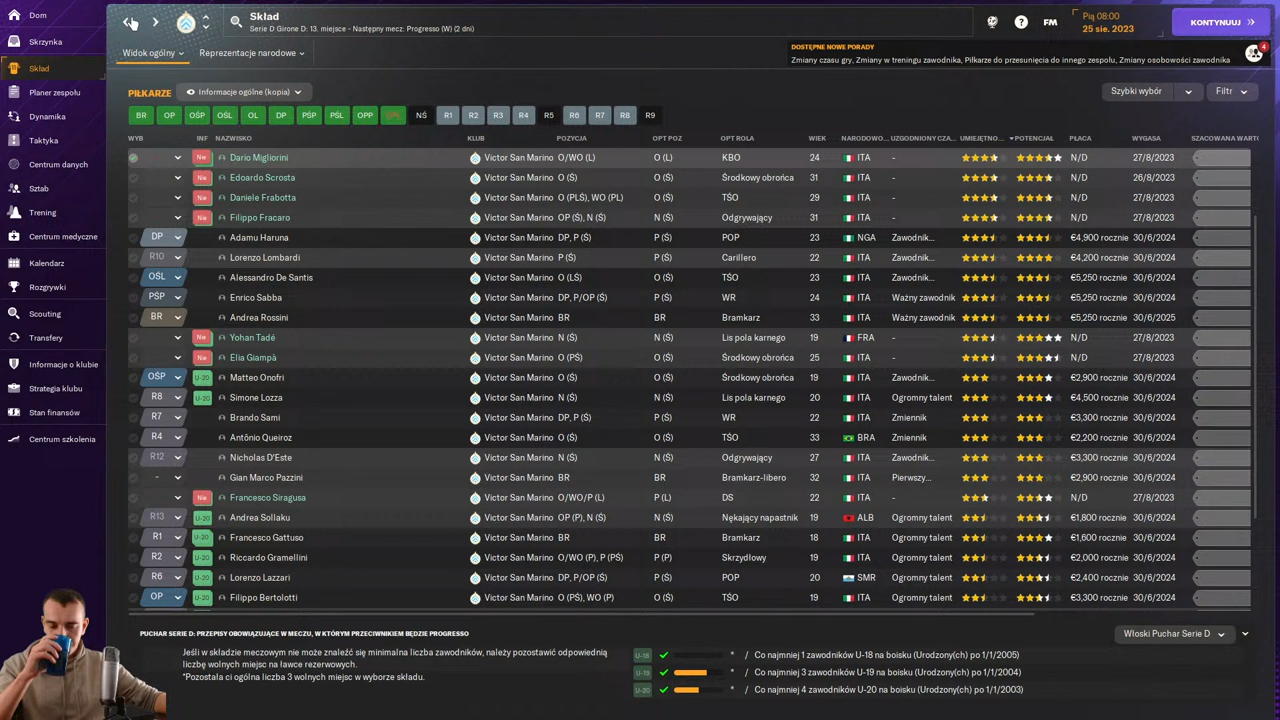 Dom
Skrzynka
Skład
Planer zespołu
Dynamika
Taktyka
Centrum danych
Sztab
Trening
Centrum medyczne
Kalendarz
Rozgrywki
Scouting
Transfery
Informacje o klubie
Strategia klubu
Stan finansów
Centrum szkolenia
Skład
Serie D Girone D: 13. miejsce - Następny mecz: Progresso (W) (2 dni)
FM
Pią 08:00
25 sie. 2023
KONTYNUUJ
Widok ogólny
Reprezentacje narodowe
DOSTĘPNE NOWE PORADY
Zmiany czasu gry, Zmiany w treningu zawodnika, Piłkarze do przesunięcia do innego zespołu, Zmiany osobowości zawodnika
4
PIŁKARZE
Informacje ogólne (kopia)
Szybki wybór
Filtr
BR OP OŚP OŚL OL DP PŚP PŚL OPP NŚ R1 R2 R3 R4 R5 R6 R7 R8 R9
WYB INF NAZWISKO KLUB POZYCJA OPT POZ OPT ROLA WIEK NARODOWO... UZGODNIONY CZA... UMIEJĘTNO... POTENCJAŁ PŁACA WYGASA SZACOWANA WARTO
Nie Dario Migliorini Victor San Marino O/WO (L) O (L) KBO 24 ITA - N/D 27/8/2023
Nie Edoardo Scrosta Victor San Marino O (Ś) O (Ś) Środkowy obrońca 31 ITA - N/D 26/8/2023
Nie Daniele Frabotta Victor San Marino O (PLŚ), WO (PL) O (Ś) TŚO 29 ITA - N/D 27/8/2023
Nie Filippo Fracaro Victor San Marino OP (Ś), N (Ś) N (Ś) Odgrywający 31 ITA - N/D 27/8/2023
DP Adamu Haruna Victor San Marino DP, P (Ś) P (Ś) POP 23 NGA Zawodnik... €4,900 rocznie 30/6/2024
R10 Lorenzo Lombardi Victor San Marino P (Ś) P (Ś) Carillero 22 ITA Zawodnik... €4,200 rocznie 30/6/2024
OŚL Alessandro De Santis Victor San Marino O (LŚ) O (Ś) TŚO 23 ITA Zawodnik... €5,250 rocznie 30/6/2024
PŚP Enrico Sabba Victor San Marino DP, P/OP (Ś) P (Ś) WR 24 ITA Ważny zawodnik €5,250 rocznie 30/6/2024
BR Andrea Rossini Victor San Marino BR BR Bramkarz 33 ITA Ważny zawodnik €5,250 rocznie 30/6/2025
Nie Yohan Tadé Victor San Marino N (Ś) N (Ś) Lis pola karnego 19 FRA - N/D 27/8/2023
Nie Elia Giampà Victor San Marino O (PŚ) O (Ś) Środkowy obrońca 25 ITA - N/D 27/8/2023
OŚP U-20 Matteo Onofri Victor San Marino O (Ś) O (Ś) Środkowy obrońca 19 ITA Zawodnik... €2,900 rocznie 30/6/2024
R8 U-20 Simone Lozza Victor San Marino N (Ś) N (Ś) Lis pola karnego 20 ITA Ogromny talent €4,500 rocznie 30/6/2024
R7 Brando Sami Victor San Marino DP, P (Ś) P (Ś) WR 22 ITA Zmiennik €3,300 rocznie 30/6/2024
R4 Antônio Queiroz Victor San Marino O (Ś) O (Ś) TŚO 33 BRA Zmiennik €2,200 rocznie 30/6/2024
R12 Nicholas D'Este Victor San Marino N (Ś) N (Ś) Odgrywający 27 ITA Zawodnik... €3,300 rocznie 30/6/2024
- Gian Marco Pazzini Victor San Marino BR BR Bramkarz-libero 32 ITA Pierwszy... €2,900 rocznie 30/6/2024
Nie Francesco Siragusa Victor San Marino O/WO/P (L) P (L) DS 22 ITA - N/D 27/8/2023
R13 U-20 Andrea Sollaku Victor San Marino OP (P), N (Ś) N (Ś) Nękający napastnik 19 ALB Ogromny talent €1,800 rocznie 30/6/2024
R1 U-20 Francesco Gattuso Victor San Marino BR BR Bramkarz 18 ITA Ogromny talent €1,600 rocznie 30/6/2024
R2 U-20 Riccardo Gramellini Victor San Marino O/WO (P), P (PŚ) P (P) Skrzydłowy 19 ITA Ogromny talent €2,000 rocznie 30/6/2024
R6 U-20 Lorenzo Lazzari Victor San Marino DP, P/OP (Ś) P (Ś) POP 20 SMR Ogromny talent €2,400 rocznie 30/6/2024
OP U-20 Filippo Bertolotti Victor San Marino O (PŚ), WO (P) O (Ś) TŚO 19 ITA Ogromny talent €3,300 rocznie 30/6/2024
PUCHAR SERIE D: PRZEPISY OBOWIĄZUJĄCE W MECZU, W KTÓRYM PRZECIWNIKIEM BĘDZIE PROGRESSO
Włoski Puchar Serie D
Jeśli w składzie meczowym nie może znaleźć się minimalna liczba zawodników, należy pozostawić odpowiednią
liczbę wolnych miejsc na ławce rezerwowych.
*Pozostała ci ogólna liczba 3 wolnych miejsc w wyborze składu.
U-18 * / Co najmniej 1 zawodników U-18 na boisku (Urodzony(ch) po 1/1/2005)
U-19 * / Co najmniej 3 zawodników U-19 na boisku (Urodzony(ch) po 1/1/2004)
U-20 * / Co najmniej 4 zawodników U-20 na boisku (Urodzony(ch) po 1/1/2003)